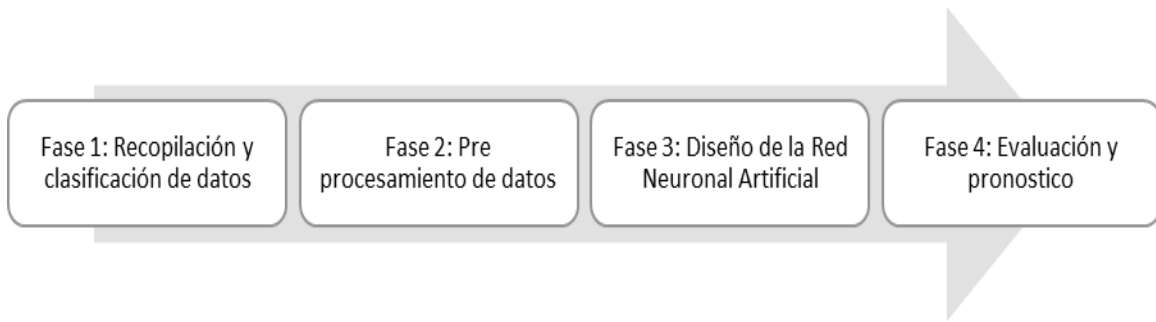 Fase 1: Recopilación y
clasificación de datos
Fase 2: Pre
procesamiento de datos
Fase 3: Diseño de la Red
Neuronal Artificial
Fase 4: Evaluación y
pronostico